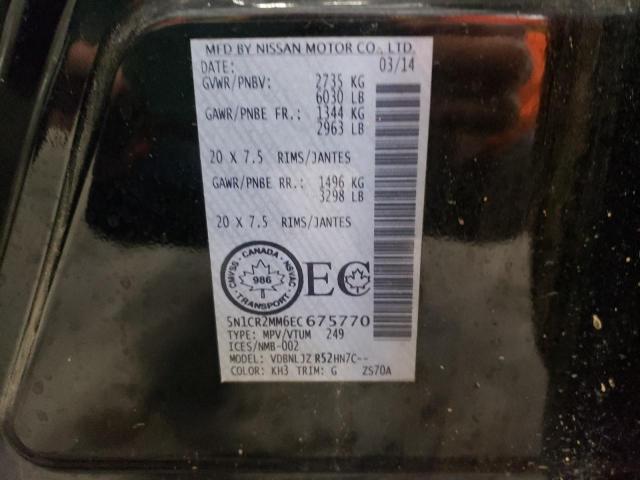 MFD BY NISSAN MOTOR CO., LTD.
DATE: 03/14
GVWR/PNBV: 2735 KG
6030 LB
GAWR/PNBE FR.: 1344 KG
2963 LB
20 X 7.5 RIMS/JANTES
GAWR/PNBE RR.: 1496 KG
3298 LB
20 X 7.5 RIMS/JANTES
CANADA
CMVSS 986 NSVAC
TRANSPORT
EC
5N1CR2MM6EC675770
TYPE: MPV/VTUM 249
ICES/NMB-002
MODEL: VDBNLJZ R52HN7C--
COLOR: KH3 TRIM: G ZS70A